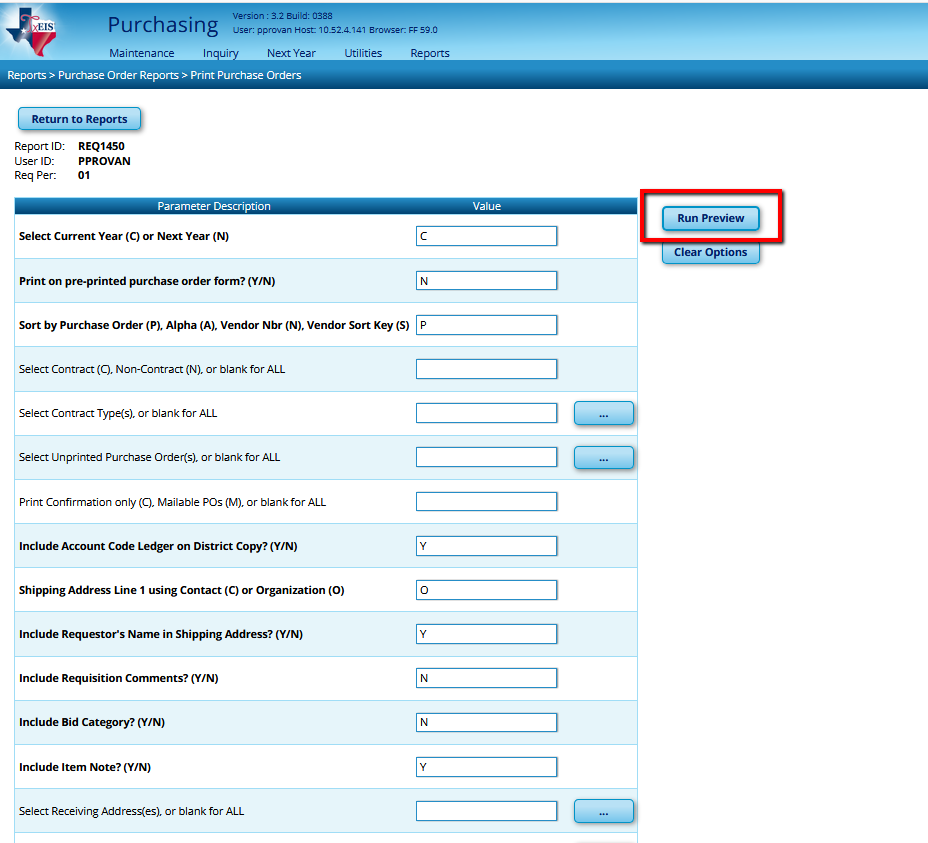 TxEIS
Purchasing
Version : 3.2 Build: 0388
User: pprovan Host: 10.52.4.141 Browser: FF 59.0
Maintenance Inquiry Next Year Utilities Reports
Reports > Purchase Order Reports > Print Purchase Orders
Return to Reports
Report ID: REQ1450
User ID: PPROVAN
Req Per: 01
Parameter Description Value
Run Preview
Clear Options
Select Current Year (C) or Next Year (N) C
Print on pre-printed purchase order form? (Y/N) N
Sort by Purchase Order (P), Alpha (A), Vendor Nbr (N), Vendor Sort Key (S) P
Select Contract (C), Non-Contract (N), or blank for ALL
Select Contract Type(s), or blank for ALL ...
Select Unprinted Purchase Order(s), or blank for ALL ...
Print Confirmation only (C), Mailable POs (M), or blank for ALL
Include Account Code Ledger on District Copy? (Y/N) Y
Shipping Address Line 1 using Contact (C) or Organization (O) O
Include Requestor's Name in Shipping Address? (Y/N) Y
Include Requisition Comments? (Y/N) N
Include Bid Category? (Y/N) N
Include Item Note? (Y/N) Y
Select Receiving Address(es), or blank for ALL ...